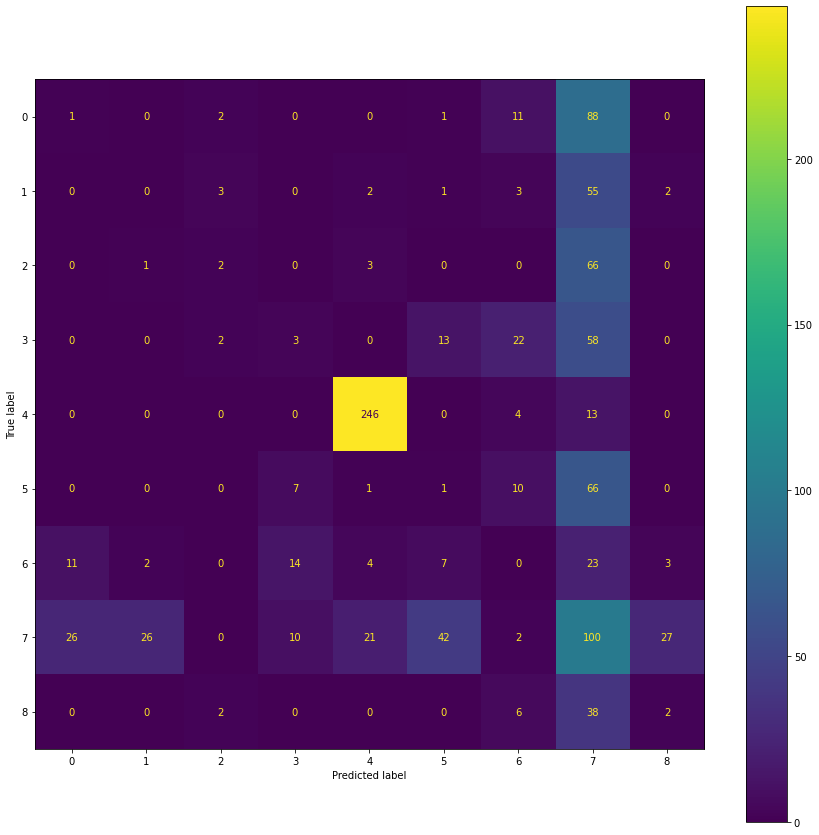 0 1 0 2 0 0 1 11 88 0
1 0 0 3 0 2 1 3 55 2
2 0 1 2 0 3 0 0 66 0
3 0 0 2 3 0 13 22 58 0
4 0 0 0 0 246 0 4 13 0
5 0 0 0 7 1 1 10 66 0
6 11 2 0 14 4 7 0 23 3
7 26 26 0 10 21 42 2 100 27
8 0 0 2 0 0 0 6 38 2
0 1 2 3 4 5 6 7 8
Predicted label
True label
200
150
100
50
0